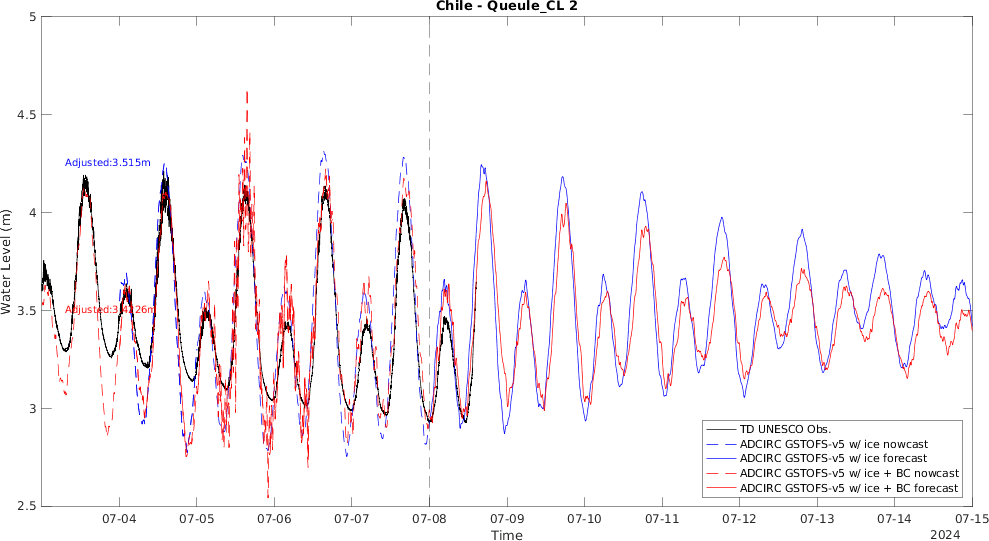 Chile - Queule_CL 2
5
4.5
4
3.5
3
2.5
Water Level (m)
Adjusted:3.515m
Adjusted:3.4226m
TD UNESCO Obs.
ADCIRC GSTOFS-v5 w/ ice nowcast
ADCIRC GSTOFS-v5 w/ ice forecast
ADCIRC GSTOFS-v5 w/ ice + BC nowcast
ADCIRC GSTOFS-v5 w/ ice + BC forecast
07-04 07-05 07-06 07-07 07-08 07-09 07-10 07-11 07-12 07-13 07-14 07-15
Time
2024